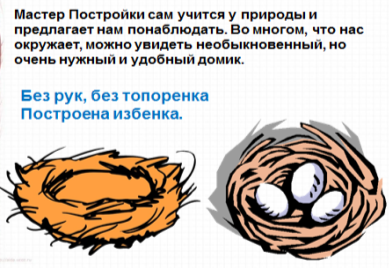 Мастер Постройки сам учится у природы и
предлагает нам понаблюдать. Во многом, что нас
окружает, можно увидеть необыкновенный, но
очень нужный и удобный домик.
Без рук, без топоренка
Построена избенка.